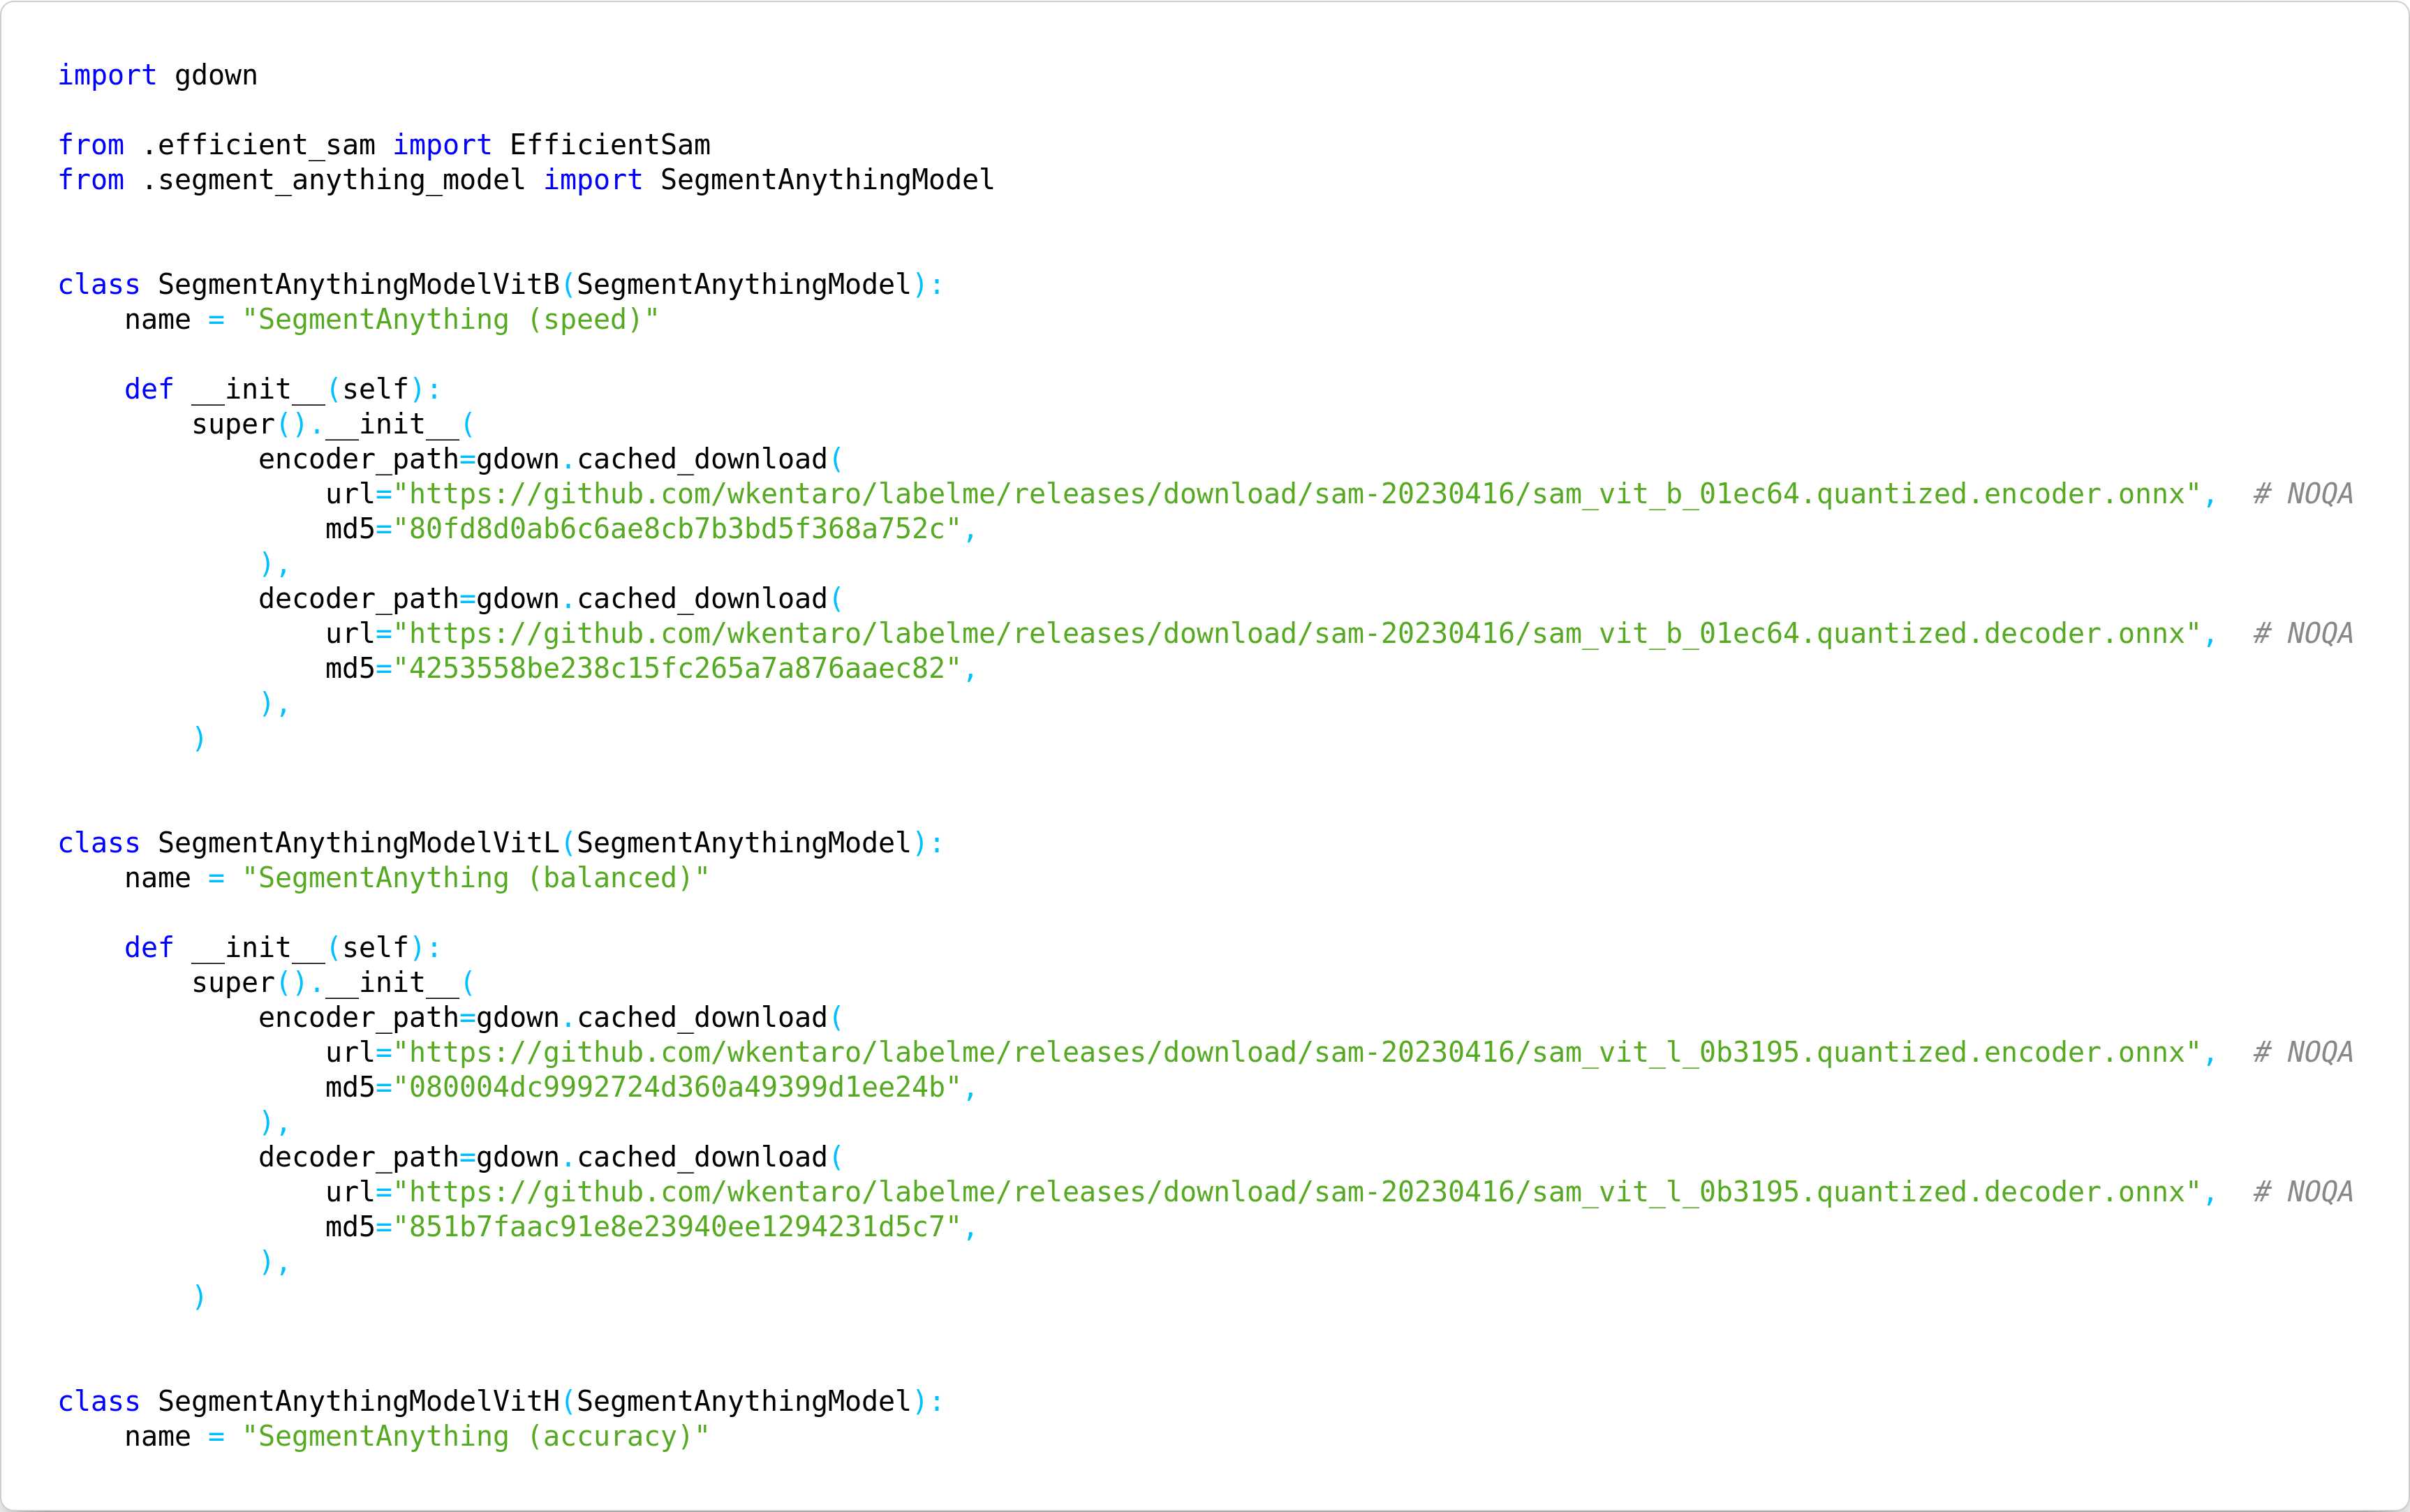 import gdown

from .efficient_sam import EfficientSam
from .segment_anything_model import SegmentAnythingModel


class SegmentAnythingModelVitB(SegmentAnythingModel):
    name = "SegmentAnything (speed)"

    def __init__(self):
        super().__init__(
            encoder_path=gdown.cached_download(
                url="https://github.com/wkentaro/labelme/releases/download/sam-20230416/sam_vit_b_01ec64.quantized.encoder.onnx",  # NOQA
                md5="80fd8d0ab6c6ae8cb7b3bd5f368a752c",
            ),
            decoder_path=gdown.cached_download(
                url="https://github.com/wkentaro/labelme/releases/download/sam-20230416/sam_vit_b_01ec64.quantized.decoder.onnx",  # NOQA
                md5="4253558be238c15fc265a7a876aaec82",
            ),
        )


class SegmentAnythingModelVitL(SegmentAnythingModel):
    name = "SegmentAnything (balanced)"

    def __init__(self):
        super().__init__(
            encoder_path=gdown.cached_download(
                url="https://github.com/wkentaro/labelme/releases/download/sam-20230416/sam_vit_l_0b3195.quantized.encoder.onnx",  # NOQA
                md5="080004dc9992724d360a49399d1ee24b",
            ),
            decoder_path=gdown.cached_download(
                url="https://github.com/wkentaro/labelme/releases/download/sam-20230416/sam_vit_l_0b3195.quantized.decoder.onnx",  # NOQA
                md5="851b7faac91e8e23940ee1294231d5c7",
            ),
        )


class SegmentAnythingModelVitH(SegmentAnythingModel):
    name = "SegmentAnything (accuracy)"